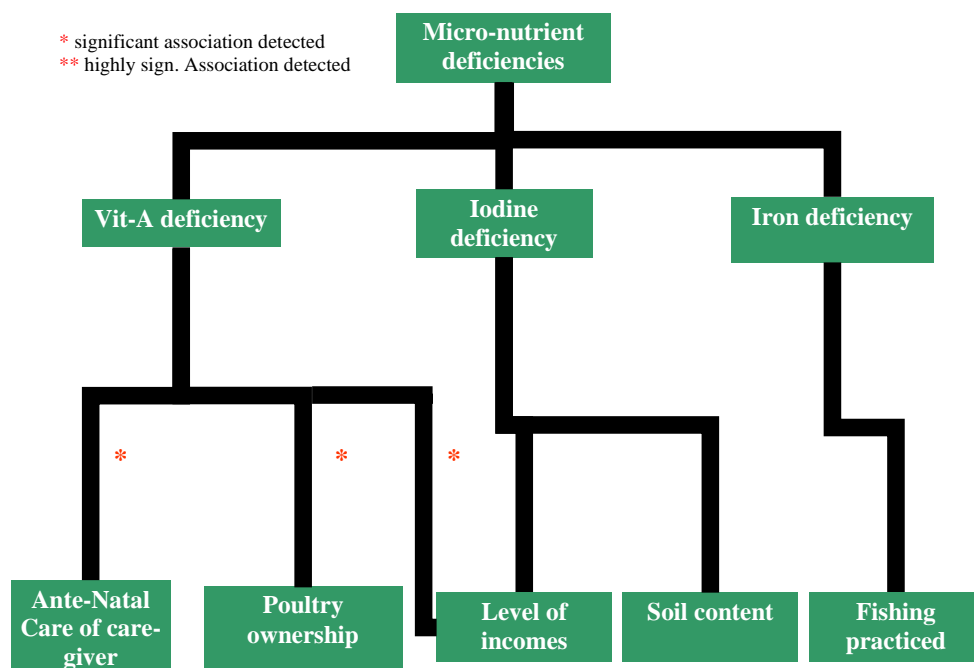 * significant association detected
** highly sign. Association detected
Micro-nutrient
deficiencies
Vit-A deficiency
Iodine
deficiency
Iron deficiency
*
*
*
Ante-Natal
Care of care-
giver
Poultry
ownership
Level of
incomes
Soil content
Fishing
practiced